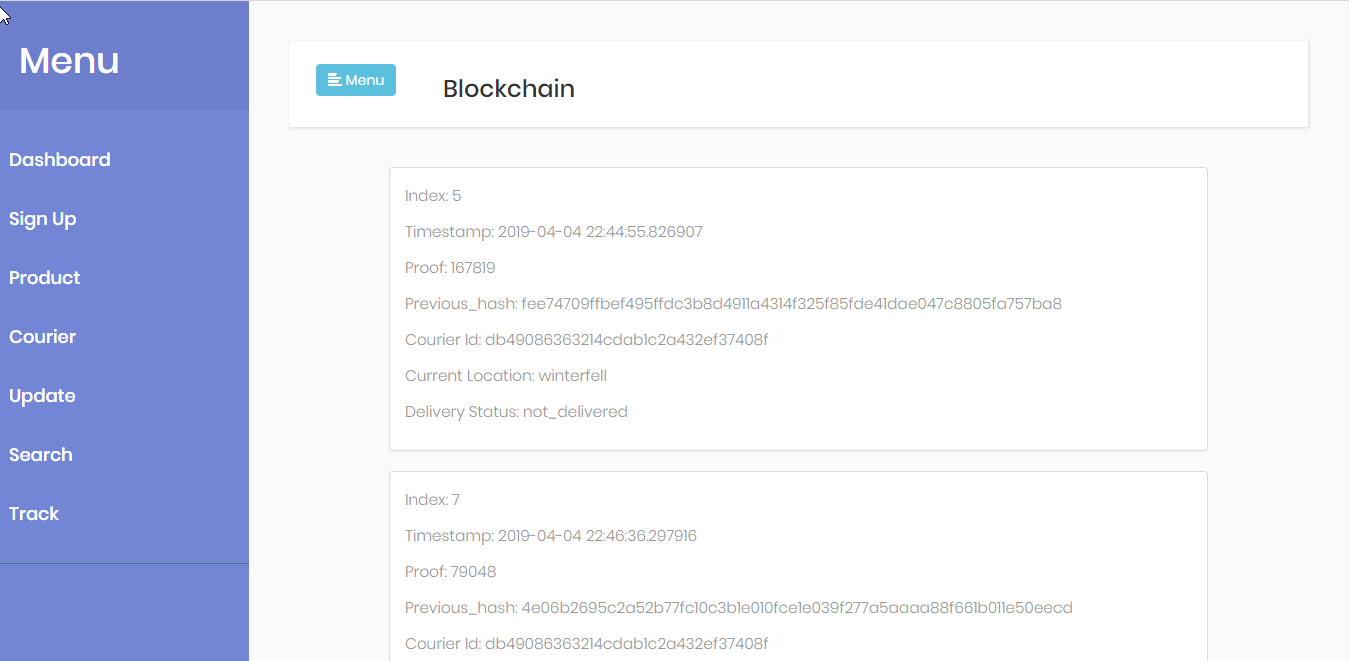 Menu
Dashboard
Sign Up
Product
Courier
Update
Search
Track
Menu
Blockchain
Index: 5
Timestamp: 2019-04-04 22:44:55.826907
Proof: 167819
Previous_hash: fee74709ffbef495ffdc3b8d4911a4314f325f85fde41dae047c8805fa757ba8
Courier Id: db49086363214cdab1c2a432ef37408f
Current Location: winterfell
Delivery Status: not_delivered
Index: 7
Timestamp: 2019-04-04 22:46:36.297916
Proof: 79048
Previous_hash: 4e06b2695c2a52b77fc10c3b1e010fce1e039f277a5aaaa88f661b011e50eecd
Courier Id: db49086363214cdab1c2a432ef37408f